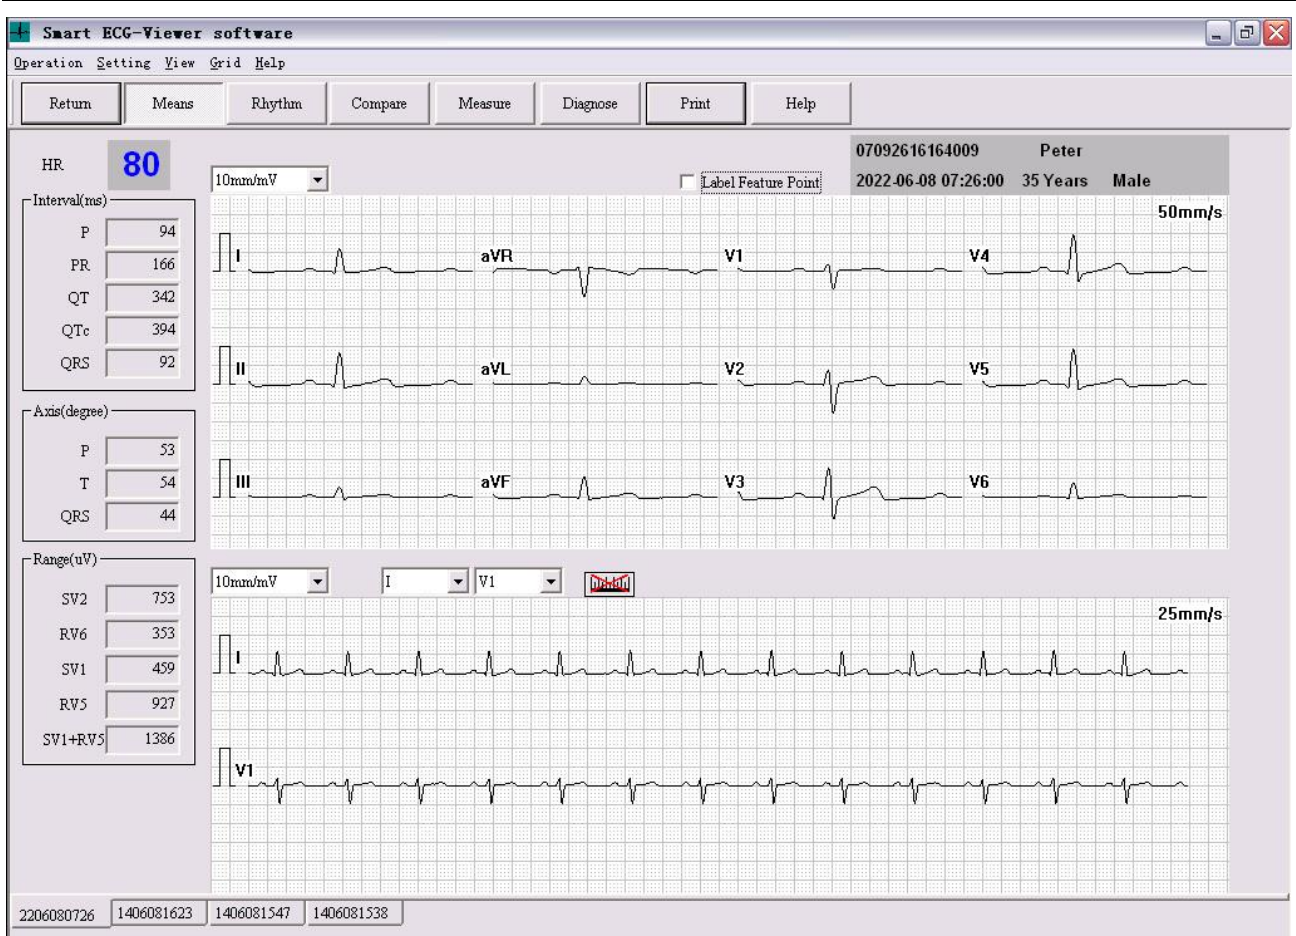 Smart ECG-Viewer software
Operation Setting View Grid Help
Return Means Rhythm Compare Measure Diagnose Print Help
HR 80
10mm/mV
Label Feature Point
07092616164009 Peter
2022-06-08 07:26:00 35 Years Male
Interval(ms)
P 94
PR 166
QT 342
QTc 394
QRS 92
Axis(degree)
P 53
T 54
QRS 44
Range(uV)
SV2 753
RV6 353
SV1 459
RV5 927
SV1+RV5 1386
50mm/s
I aVR V1 V4
II aVL V2 V5
III aVF V3 V6
10mm/mV I V1
25mm/s
I
V1
2206080726 1406081623 1406081547 1406081538